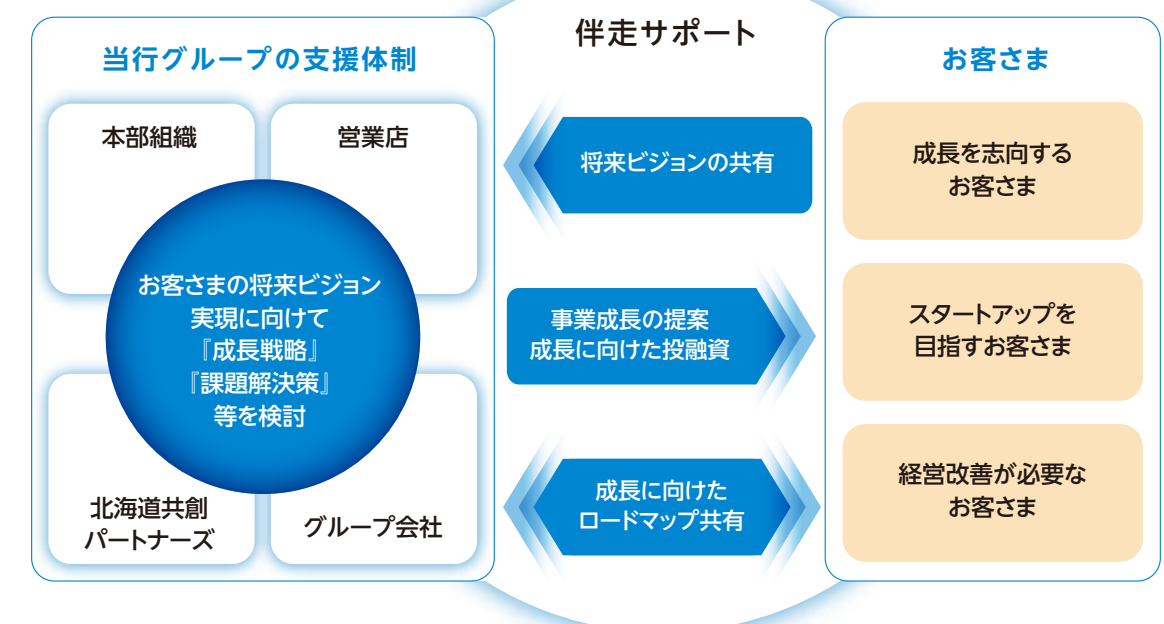 伴走サポート
当行グループの支援体制
本部組織
営業店
お客さまの将来ビジョン
実現に向けて
『成長戦略』
『課題解決策』
等を検討
北海道共創
パートナーズ
グループ会社
将来ビジョンの共有
事業成長の提案
成長に向けた投融資
成長に向けた
ロードマップ共有
お客さま
成長を志向する
お客さま
スタートアップを
目指すお客さま
経営改善が必要な
お客さま